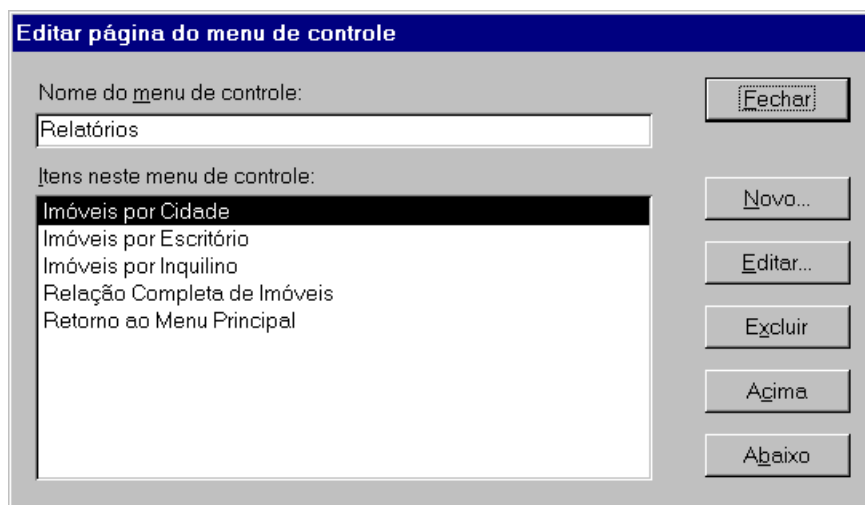 Editar página do menu de controle
Nome do menu de controle:
Relatórios
Itens neste menu de controle:
Imóveis por Cidade
Imóveis por Escritório
Imóveis por Inquilino
Relação Completa de Imóveis
Retorno ao Menu Principal
Fechar
Novo...
Editar...
Excluir
Acima
Abaixo